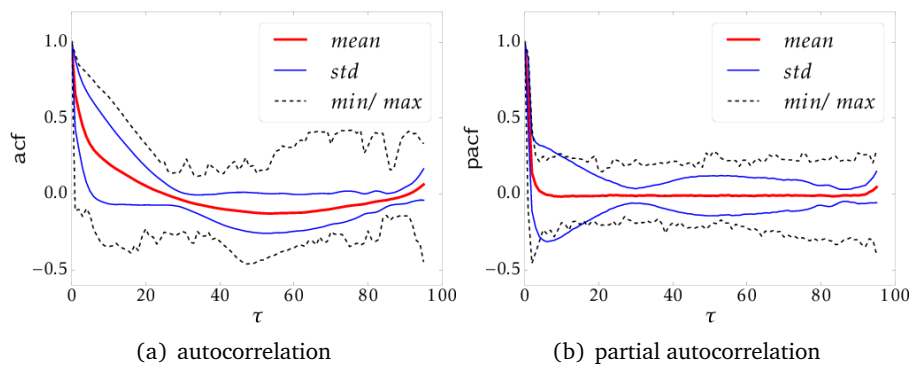 1.0
0.5
0.0
−0.5
acf
0 20 40 60 80 100
τ
mean
std
min/ max
(a) autocorrelation
1.0
0.5
0.0
−0.5
pacf
0 20 40 60 80 100
τ
mean
std
min/ max
(b) partial autocorrelation